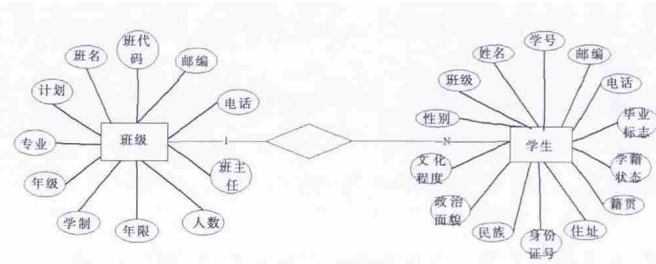 班代
码
班名
邮编
计划
电话
专业
班级
1
年级
班主
任
学制
年限
人数
学号
姓名
邮编
班级
电话
性别
毕业
标志
N
学生
文化
程度
学籍
状态
政治
面貌
籍贯
民族
身份
证号
住址